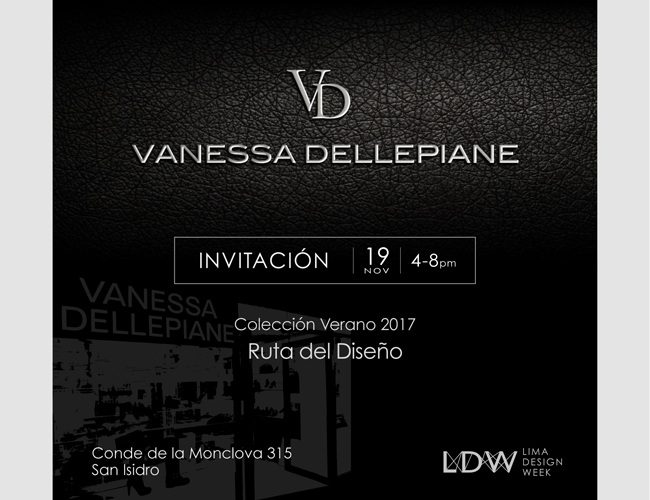 VD
VANESSA DELLEPIANE
INVITACIÓN
19
NOV
4-8pm
VANESSA
DELLEPIANE
Colección Verano 2017
Ruta del Diseño
Conde de la Monclova 315
San Isidro
LDW
LIMA
DESIGN
WEEK